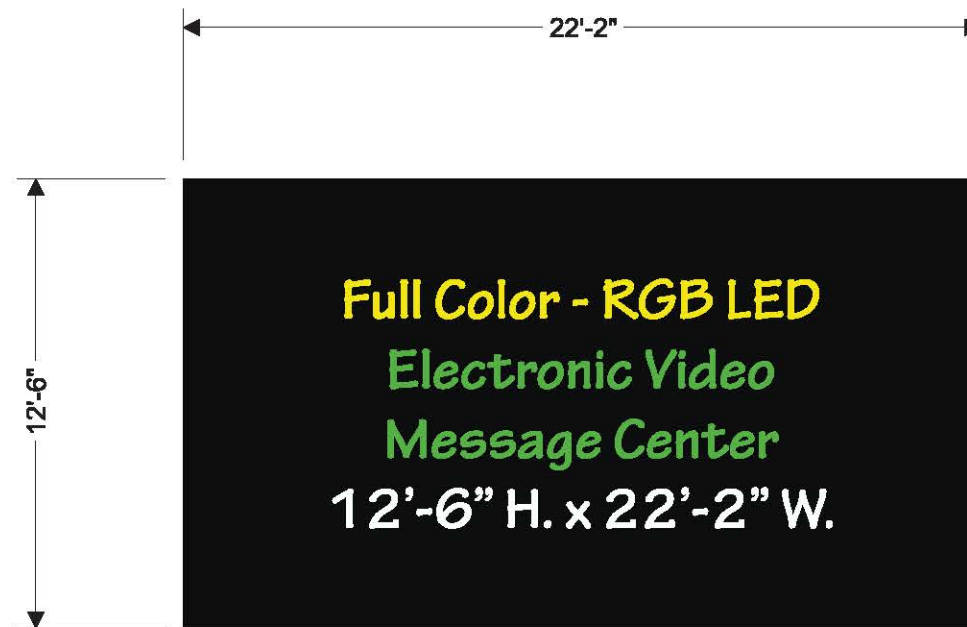 22'-2"
12'-6"
Full Color - RGB LED
Electronic Video
Message Center
12'-6” H. x 22'-2” W.